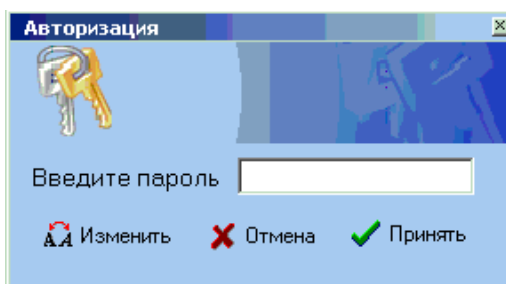 Авторизация
Введите пароль
Изменить Отмена Принять